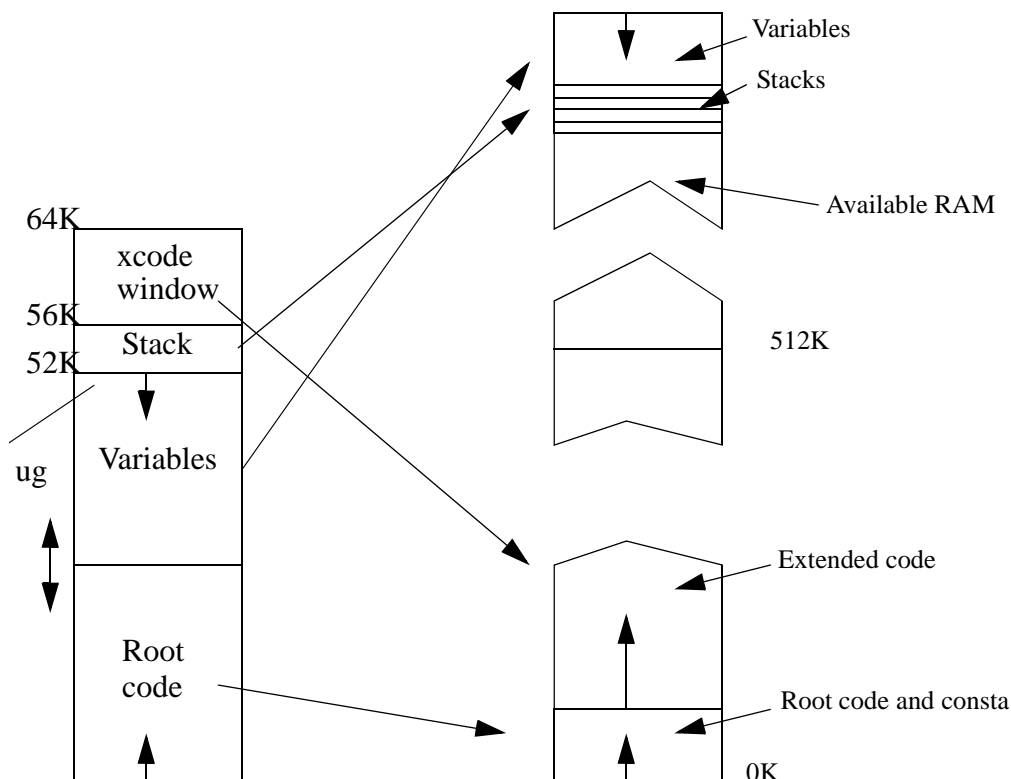 Variables
Stacks
Available RAM
64K
xcode
window
56K
Stack
52K
512K
Variables
ug
Extended code
Root
code
Root code and consta
0K